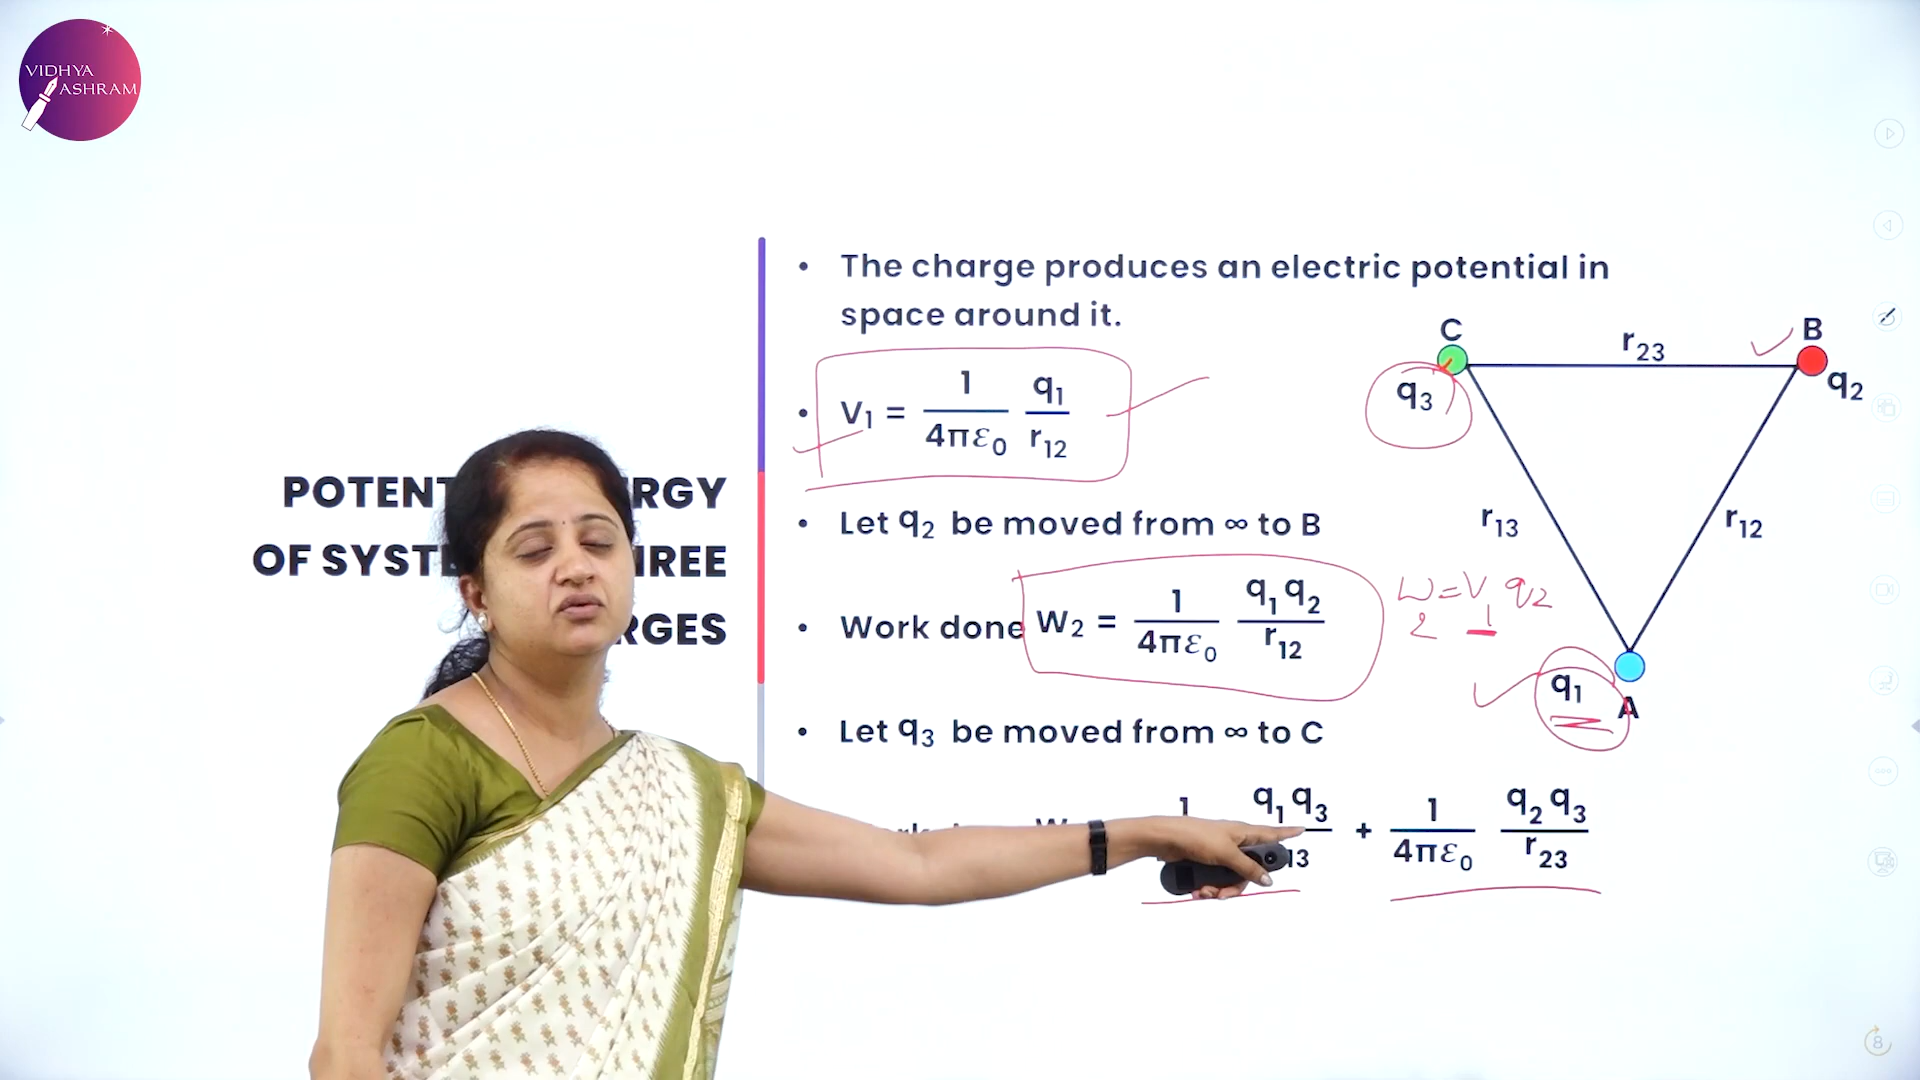 VIDHYA
ASHRAM
POTENT RGY
OF SYST HREE
RGES
• The charge produces an electric potential in
space around it.
• V₁ = 1/4πε₀ q₁/r₁₂
• Let q₂ be moved from ∞ to B
• Work done W₂ = 1/4πε₀ q₁q₂/r₁₂
W₂ = V₁ q₂
• Let q₃ be moved from ∞ to C
q₁q₃ + 1/4πε₀ q₂q₃/r₂₃
C
r₂₃
B
q₃
q₂
r₁₃
r₁₂
q₁
A
8